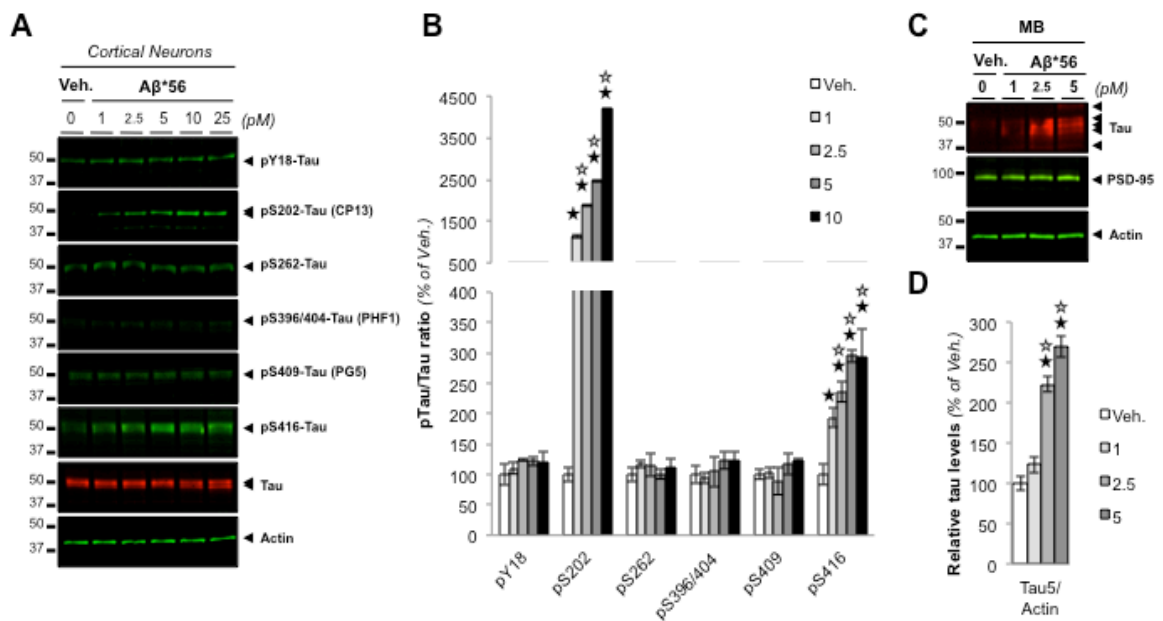 A
Cortical Neurons
Veh. Aβ*56
0 1 2.5 5 10 25 (pM)
50
37
pY18-Tau
50
37
pS202-Tau (CP13)
50
37
pS262-Tau
50
37
pS396/404-Tau (PHF1)
50
37
pS409-Tau (PG5)
50
37
pS416-Tau
50
37
Tau
50
37
Actin
B
pTau/Tau ratio (% of Veh.)
4500
3500
2500
1500
500
400
350
300
250
200
150
100
50
0
pY18
pS202
pS262
pS396/404
pS409
pS416
Veh.
1
2.5
5
10
C
MB
Veh. Aβ*56
0 1 2.5 5 (pM)
50
37
Tau
100
PSD-95
50
37
Actin
D
Relative tau levels (% of Veh.)
300
250
200
150
100
50
0
Tau5/
Actin
Veh.
1
2.5
5